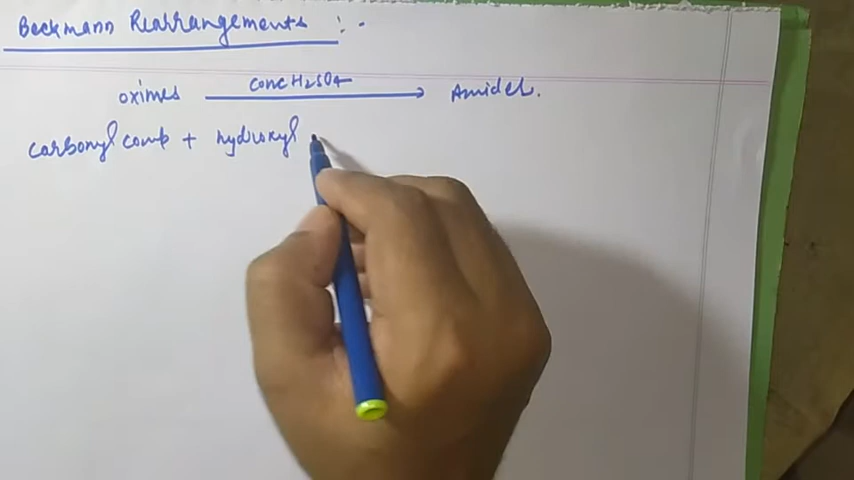 Beckmann Rearrangements :-
oximes conc H2SO4 → Amides.
carbonyl comp + hydroxyl